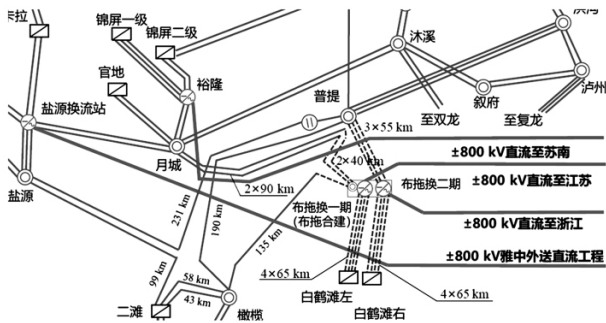 卡拉
锦屏一级
锦屏二级
官地
裕隆
盐源换流站
月城
盐源
普提
沐溪
叙府
泸州
至双龙
至复龙
3×55 km
2×40 km
2×90 km
±800 kV直流至苏南
±800 kV直流至江苏
±800 kV直流至浙江
±800 kV雅中外送直流工程
布拖换二期
布拖换一期
(布拖合建)
231 km
190 km
135 km
99 km
58 km
43 km
二滩
橄榄
4×65 km
4×65 km
白鹤滩左
白鹤滩右